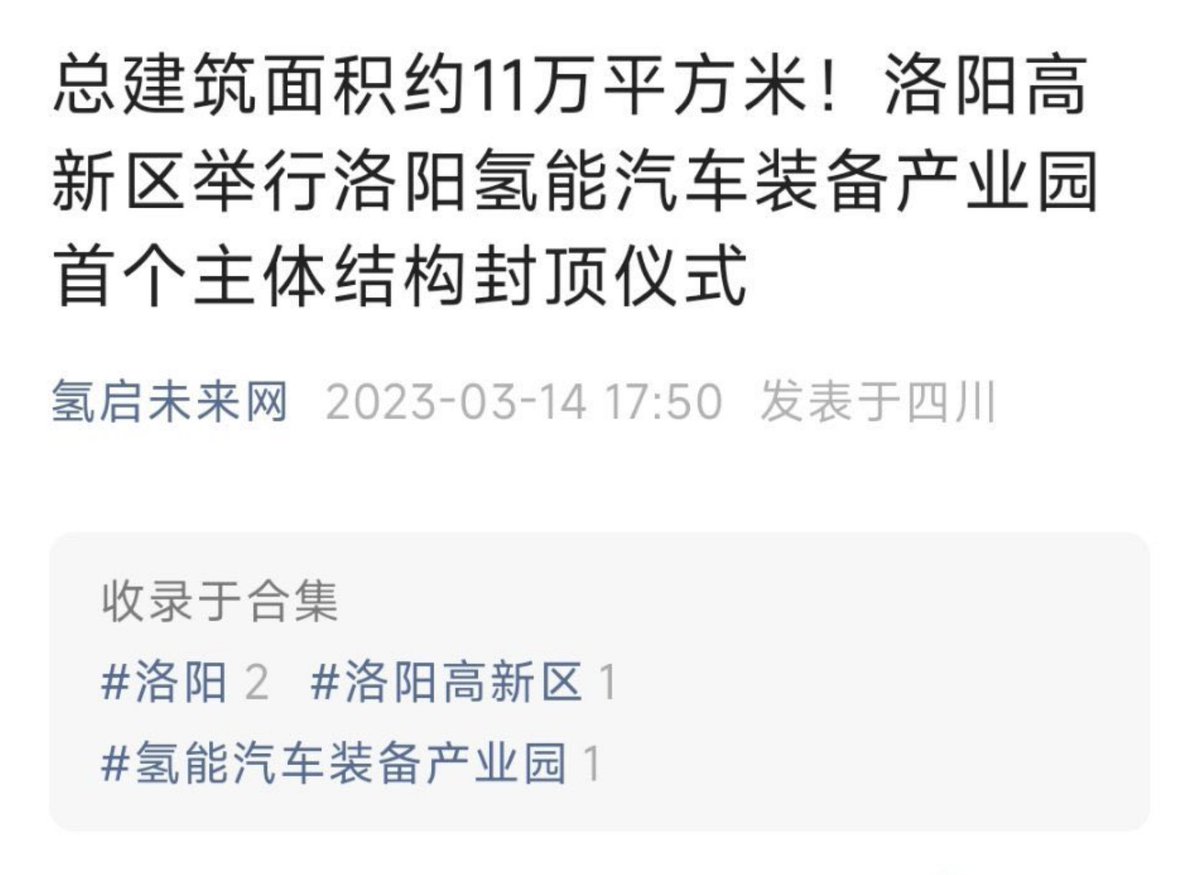 总建筑面积约11万平方米！洛阳高
新区举行洛阳氢能汽车装备产业园
首个主体结构封顶仪式
氢启未来网 2023-03-14 17:50 发表于四川
收录于合集
#洛阳 2 #洛阳高新区 1
#氢能汽车装备产业园 1